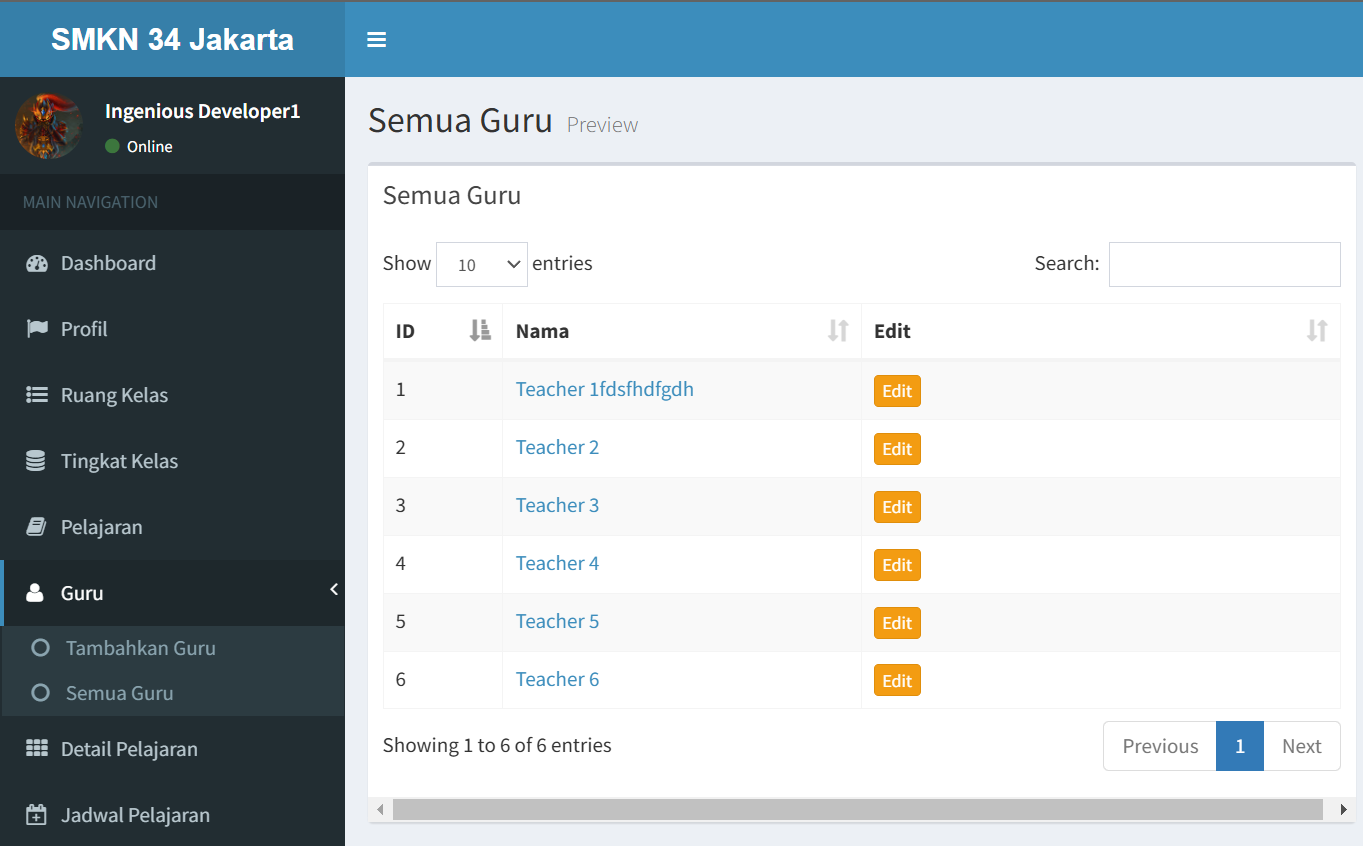 SMKN 34 Jakarta
Ingenious Developer1
Online
MAIN NAVIGATION
Dashboard
Profil
Ruang Kelas
Tingkat Kelas
Pelajaran
Guru
Tambahkan Guru
Semua Guru
Detail Pelajaran
Jadwal Pelajaran
Semua Guru Preview
Semua Guru
Show 10 entries Search:
ID Nama Edit
1 Teacher 1fdsfhdfgdh Edit
2 Teacher 2 Edit
3 Teacher 3 Edit
4 Teacher 4 Edit
5 Teacher 5 Edit
6 Teacher 6 Edit
Showing 1 to 6 of 6 entries Previous 1 Next